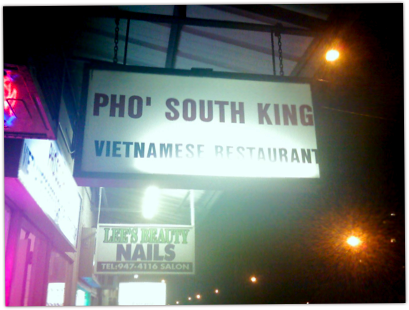 PHO' SOUTH KING
VIETNAMESE RESTAURANT
LEE'S BEAUTY
NAILS
TEL: 947-4116 SALON